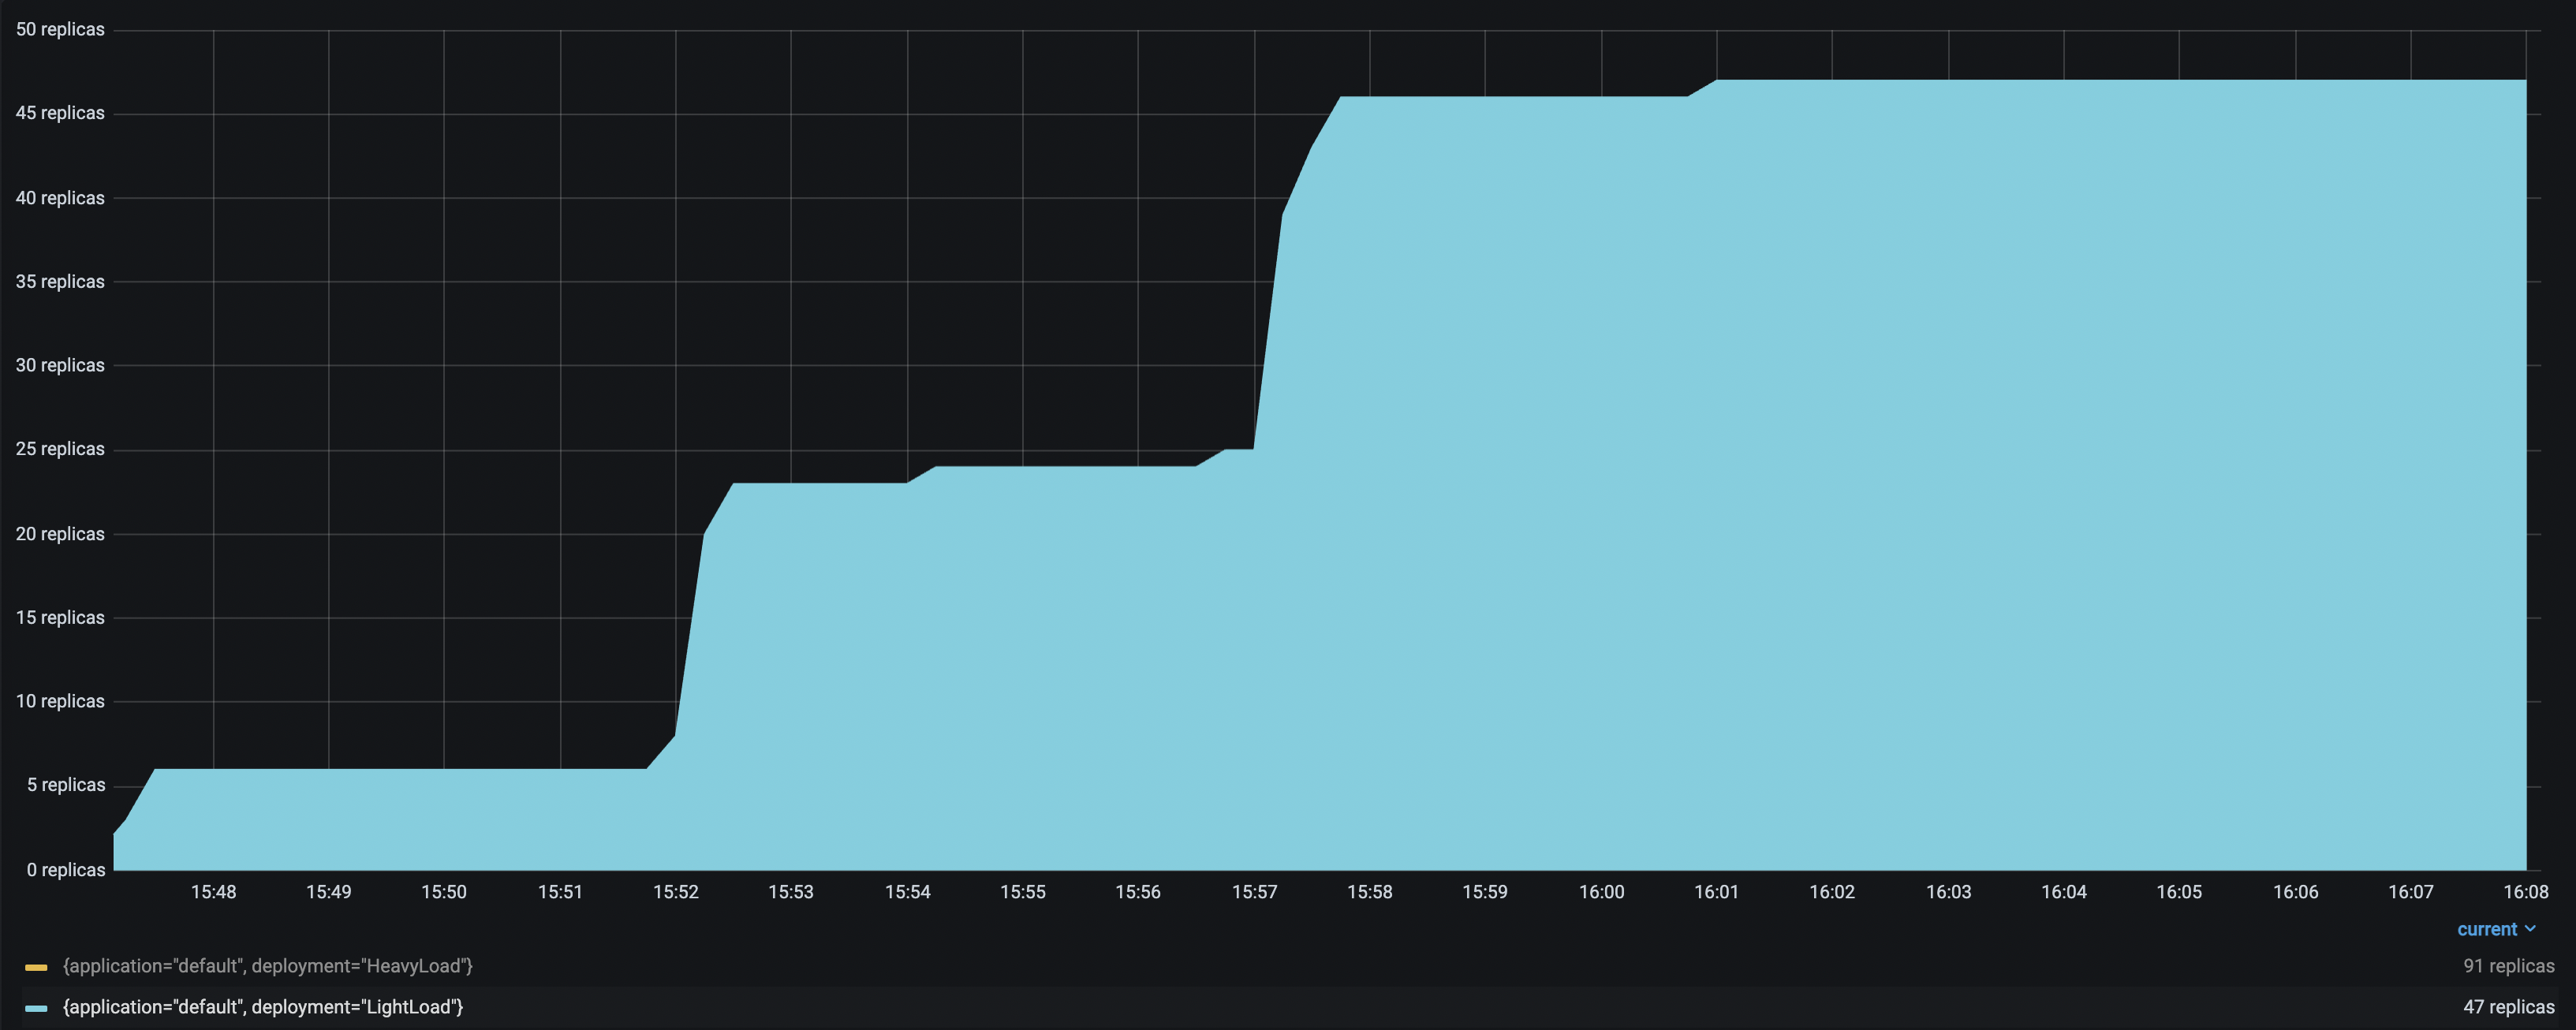 50 replicas
45 replicas
40 replicas
35 replicas
30 replicas
25 replicas
20 replicas
15 replicas
10 replicas
5 replicas
0 replicas
15:48 15:49 15:50 15:51 15:52 15:53 15:54 15:55 15:56 15:57 15:58 15:59 16:00 16:01 16:02 16:03 16:04 16:05 16:06 16:07 16:08
current
{application="default", deployment="HeavyLoad"} 91 replicas
{application="default", deployment="LightLoad"} 47 replicas